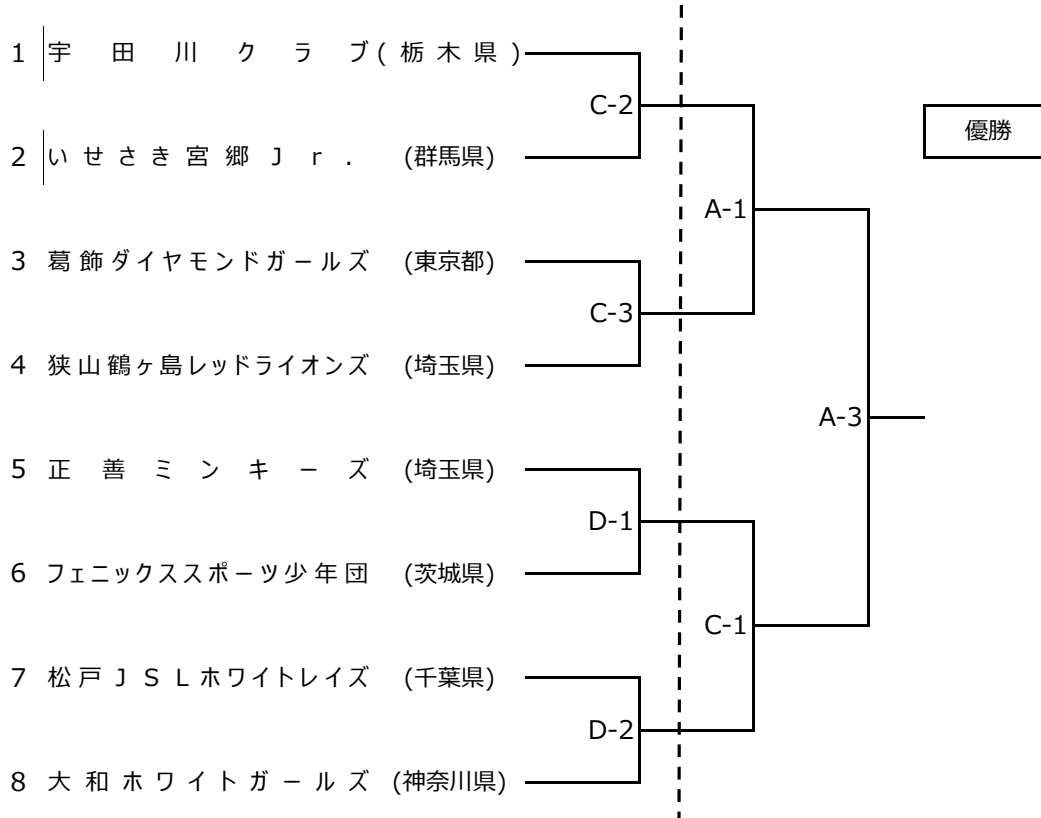 1 宇田川クラブ(栃木県)
C-2
優勝
2 いせさき宮郷Jr. (群馬県)
A-1
3 葛飾ダイヤモンドガールズ (東京都)
C-3
4 狭山鶴ヶ島レッドライオンズ (埼玉県)
A-3
5 正善ミンキーズ (埼玉県)
D-1
6 フェニックススポーツ少年団 (茨城県)
C-1
7 松戸JSLホワイトレイズ (千葉県)
D-2
8 大和ホワイトガールズ (神奈川県)